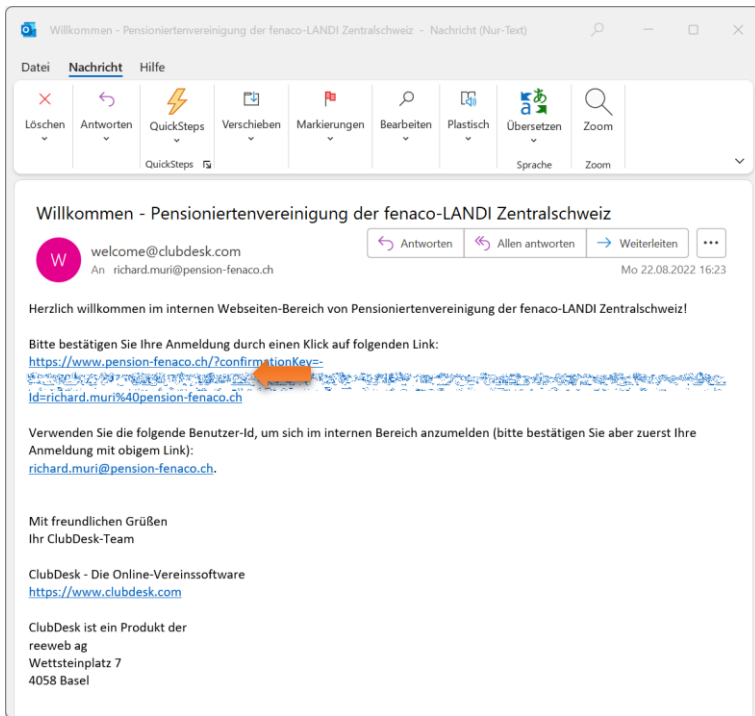 Willkommen - Pensioniertenvereinigung der fenaco-LANDI Zentralschweiz - Nachricht (Nur-Text)
Datei Nachricht Hilfe
Löschen Antworten QuickSteps Verschieben Markierungen Bearbeiten Plastisch Übersetzen Zoom
QuickSteps Sprache Zoom
Willkommen - Pensioniertenvereinigung der fenaco-LANDI Zentralschweiz
W
welcome@clubdesk.com
An richard.muri@pension-fenaco.ch
Antworten Allen antworten Weiterleiten
Mo 22.08.2022 16:23
Herzlich willkommen im internen Webseiten-Bereich von Pensioniertenvereinigung der fenaco-LANDI Zentralschweiz!
Bitte bestätigen Sie Ihre Anmeldung durch einen Klick auf folgenden Link:
https://www.pension-fenaco.ch/?confirmationKey=-
Id=richard.muri%40pension-fenaco.ch
Verwenden Sie die folgende Benutzer-Id, um sich im internen Bereich anzumelden (bitte bestätigen Sie aber zuerst Ihre
Anmeldung mit obigem Link):
richard.muri@pension-fenaco.ch.
Mit freundlichen Grüßen
Ihr ClubDesk-Team
ClubDesk - Die Online-Vereinssoftware
https://www.clubdesk.com
ClubDesk ist ein Produkt der
reeweb ag
Wettsteinplatz 7
4058 Basel